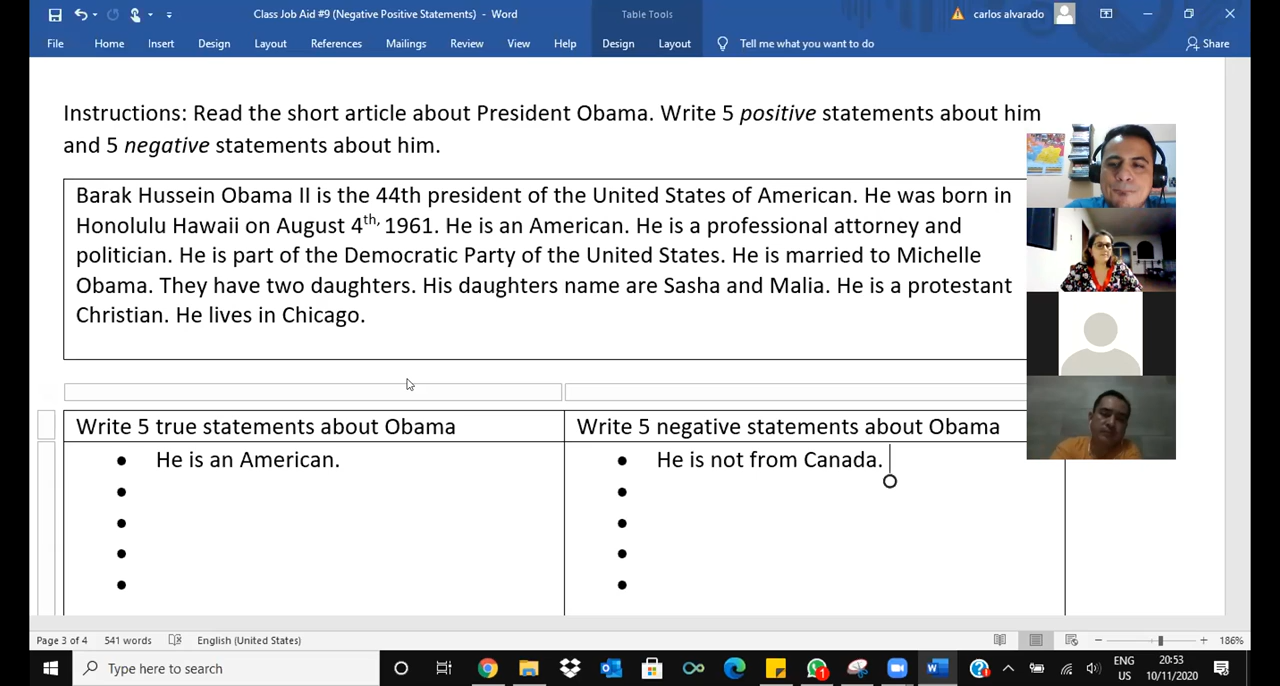 Class Job Aid #9 (Negative Positive Statements) - Word
Table Tools
carlos alvarado
File Home Insert Design Layout References Mailings Review View Help Design Layout Tell me what you want to do Share
Instructions: Read the short article about President Obama. Write 5 positive statements about him
and 5 negative statements about him.
Barak Hussein Obama II is the 44th president of the United States of American. He was born in
Honolulu Hawaii on August 4th, 1961. He is an American. He is a professional attorney and
politician. He is part of the Democratic Party of the United States. He is married to Michelle
Obama. They have two daughters. His daughters name are Sasha and Malia. He is a protestant
Christian. He lives in Chicago.
Write 5 true statements about Obama
Write 5 negative statements about Obama
• He is an American.
• He is not from Canada.
Page 3 of 4 541 words English (United States) 186%
Type here to search
1
ENG 20:53
US 10/11/2020